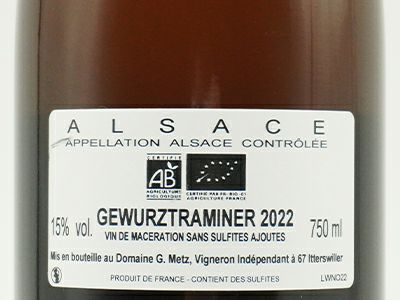 ALSACE
APPELLATION ALSACE CONTRÔLÉE
CERTIFIÉ
AB
AGRICULTURE
BIOLOGIQUE
CERTIFIÉ PAR FR-BIO-
AGRICULTURE FRANCE
15% vol. GEWURZTRAMINER 2022 750 ml
VIN DE MACERATION SANS SULFITES AJOUTES
Mis en bouteille au Domaine G. Metz, Vigneron Indépendant à 67 Itterswiller
PRODUIT DE FRANCE - CONTIENT DES SULFITES LWNO22